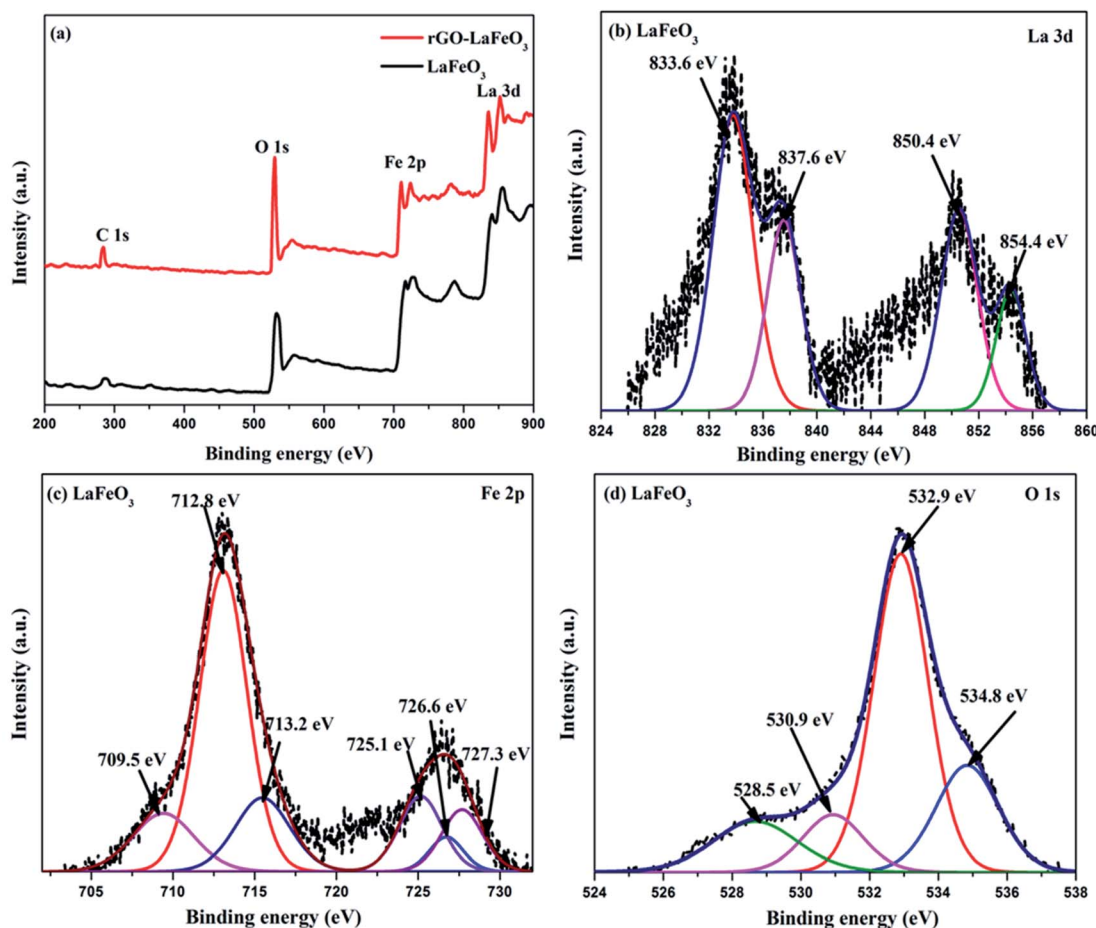 (a)
rGO-LaFeO3
LaFeO3
La 3d
O 1s
Fe 2p
C 1s
Intensity (a.u.)
200 300 400 500 600 700 800 900
Binding energy (eV)
(b) LaFeO3
La 3d
833.6 eV
837.6 eV
850.4 eV
854.4 eV
Intensity (a.u.)
824 828 832 836 840 844 848 852 856 860
Binding energy (eV)
(c) LaFeO3
Fe 2p
712.8 eV
709.5 eV
713.2 eV
726.6 eV
725.1 eV
727.3 eV
Intensity (a.u.)
705 710 715 720 725 730
Binding energy (eV)
(d) LaFeO3
O 1s
532.9 eV
534.8 eV
530.9 eV
528.5 eV
Intensity (a.u.)
524 526 528 530 532 534 536 538
Binding energy (eV)